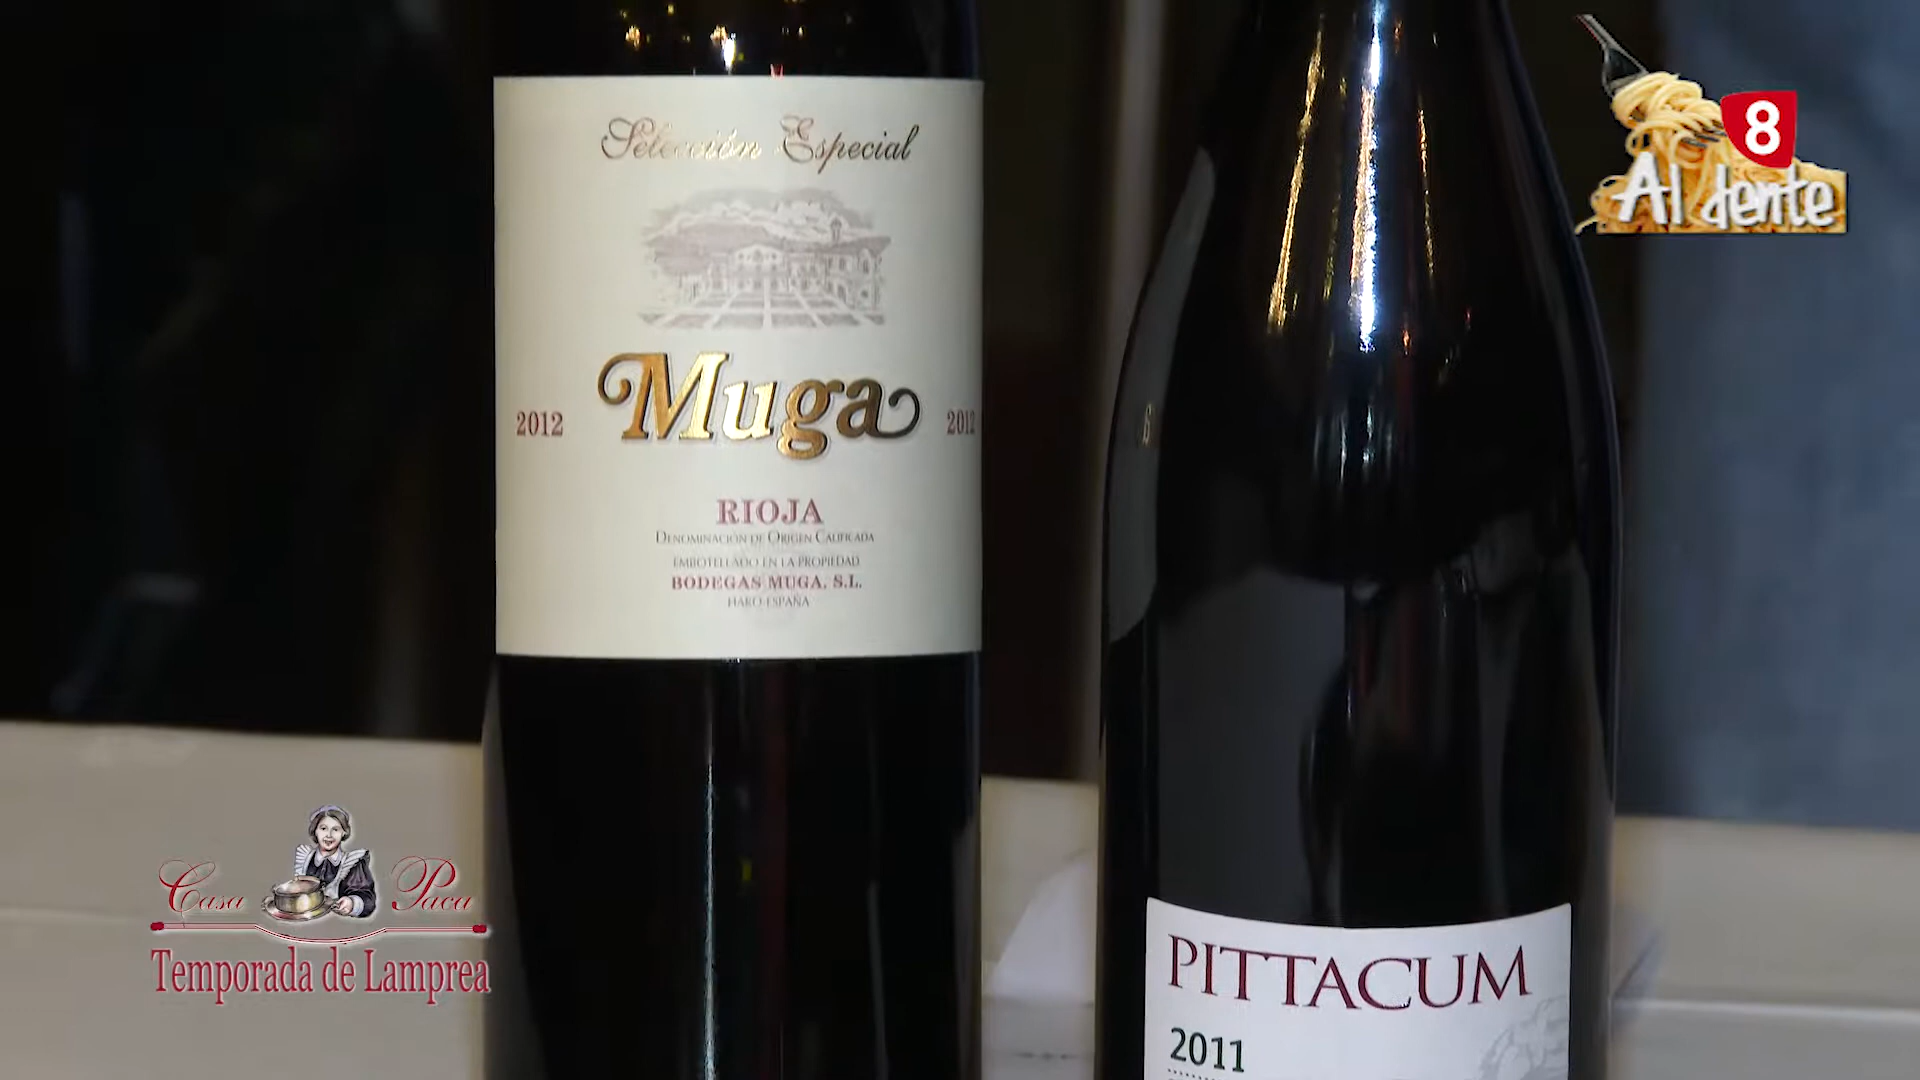 Selección Especial
Muga
2012
2012
RIOJA
DENOMINACIÓN DE ORIGEN CALIFICADA
EMBOTELLADO EN LA PROPIEDAD
BODEGAS MUGA, S.L.
HARO-ESPAÑA
PITTACUM
2011
8
Al dente
Casa Paca
Temporada de Lamprea